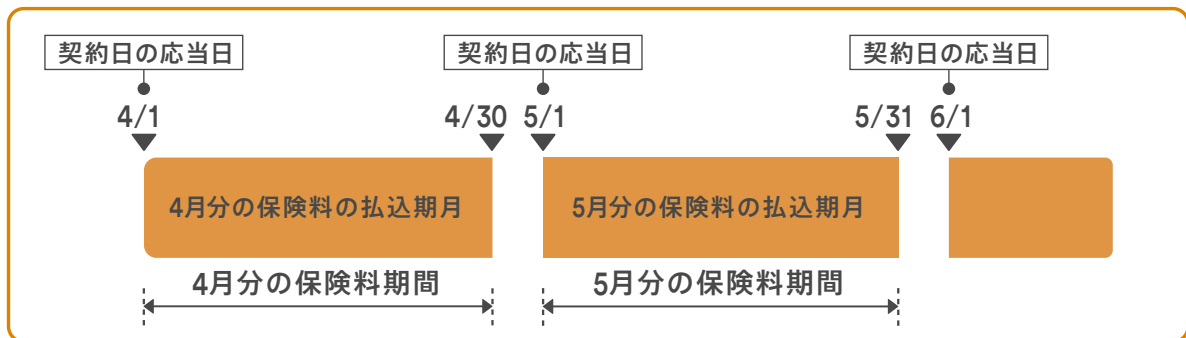 契約日の応当日 契約日の応当日 契約日の応当日
4/1 4/30 5/1 5/31 6/1
4月分の保険料の払込期月 5月分の保険料の払込期月
4月分の保険料期間 5月分の保険料期間